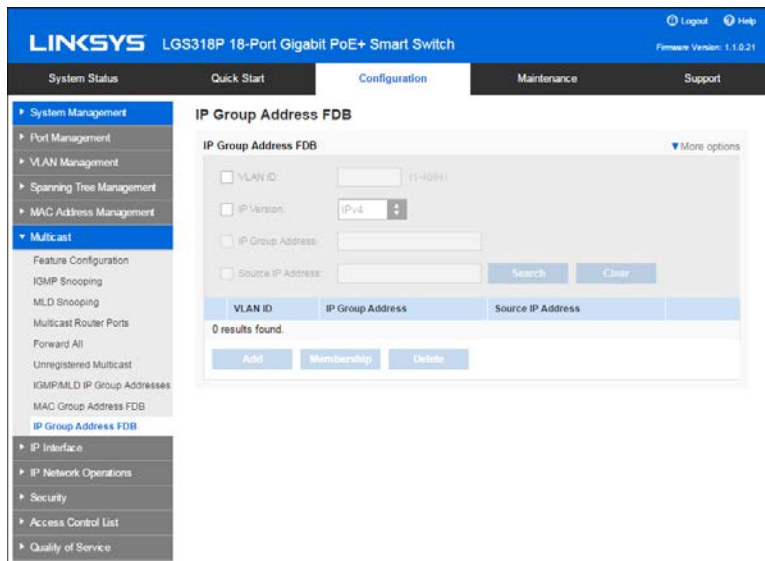 Logout Help
LINKSYS LGS318P 18-Port Gigabit PoE+ Smart Switch
Firmware Version: 1.1.0.21
System Status Quick Start Configuration Maintenance Support
System Management
Port Management
VLAN Management
Spanning Tree Management
MAC Address Management
Multicast
Feature Configuration
IGMP Snooping
MLD Snooping
Multicast Router Ports
Forward All
Unregistered Multicast
IGMP/MLD IP Group Addresses
MAC Group Address FDB
IP Group Address FDB
IP Interface
IP Network Operations
Security
Access Control List
Quality of Service
IP Group Address FDB
IP Group Address FDB More options
VLAN ID: (1-4094)
IP Version: IPv4
IP Group Address:
Source IP Address: Search Clear
VLAN ID IP Group Address Source IP Address
0 results found.
Add Membership Delete